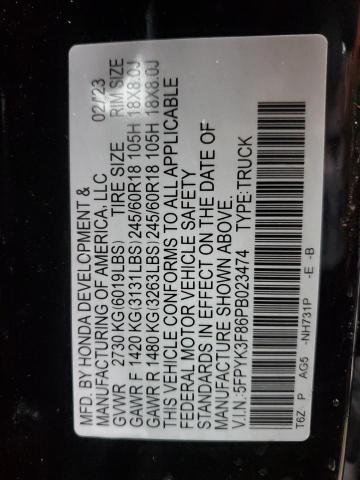 MFD. BY HONDA DEVELOPMENT & 02/23
MANUFACTURING OF AMERICA, LLC
GVWR 2730 KG(6019LBS) TIRE SIZE RIM SIZE
GAWR F 1420 KG(3131LBS) 245/60R18 105H 18X8.0J
GAWR R 1480 KG(3263LBS) 245/60R18 105H 18X8.0J
THIS VEHICLE CONFORMS TO ALL APPLICABLE
FEDERAL MOTOR VEHICLE SAFETY
STANDARDS IN EFFECT ON THE DATE OF
MANUFACTURE SHOWN ABOVE.
V.I.N.:5FPYK3F86PB023474 TYPE:TRUCK
T6Z P AG5 -NH731P -E -B